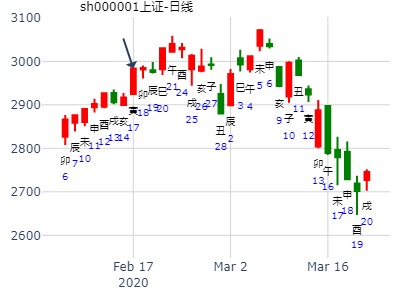 sh000001上证-日线
3100
3000
2900
2800
2700
2600
卯
6
辰
7
未
10
申
11
酉
12
戌
13
亥
14
寅
17
卯
18
辰
19
巳
20
午
21
酉
24
戌
25
亥
26
子
27
丑
28
辰
2
巳
3
午
4
未
5
申
6
亥
9
子
10
丑
11
寅
12
卯
13
午
16
未
17
申
18
酉
19
戌
20
Feb 17
2020
Mar 2
Mar 16